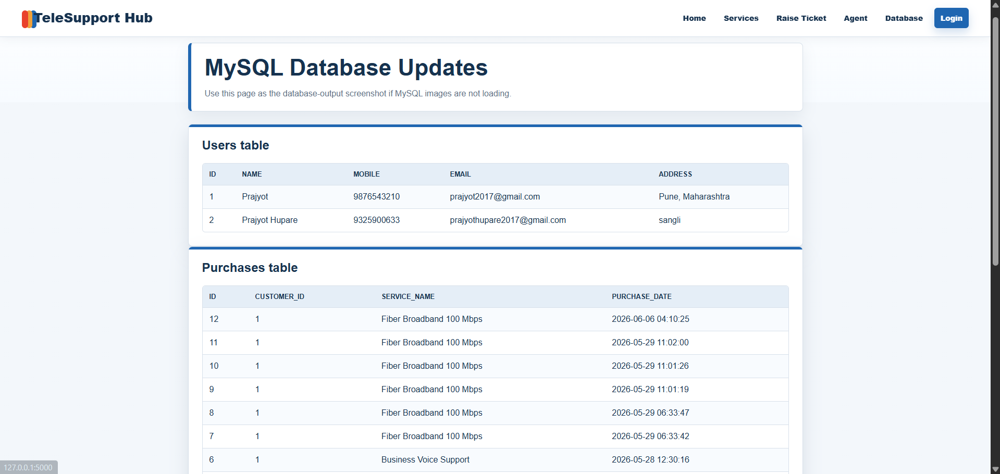 TeleSupport Hub
Home Services Raise Ticket Agent Database Login
MySQL Database Updates
Use this page as the database-output screenshot if MySQL images are not loading.
Users table
ID NAME MOBILE EMAIL ADDRESS
1 Prajyot 9876543210 prajyot2017@gmail.com Pune, Maharashtra
2 Prajyot Hupare 9325900633 prajyothupare2017@gmail.com sangli
Purchases table
ID CUSTOMER_ID SERVICE_NAME PURCHASE_DATE
12 1 Fiber Broadband 100 Mbps 2026-06-06 04:10:25
11 1 Fiber Broadband 100 Mbps 2026-05-29 11:02:00
10 1 Fiber Broadband 100 Mbps 2026-05-29 11:01:26
9 1 Fiber Broadband 100 Mbps 2026-05-29 11:01:19
8 1 Fiber Broadband 100 Mbps 2026-05-29 06:33:47
7 1 Fiber Broadband 100 Mbps 2026-05-29 06:33:42
6 1 Business Voice Support 2026-05-28 12:30:16
127.0.0.1:5000